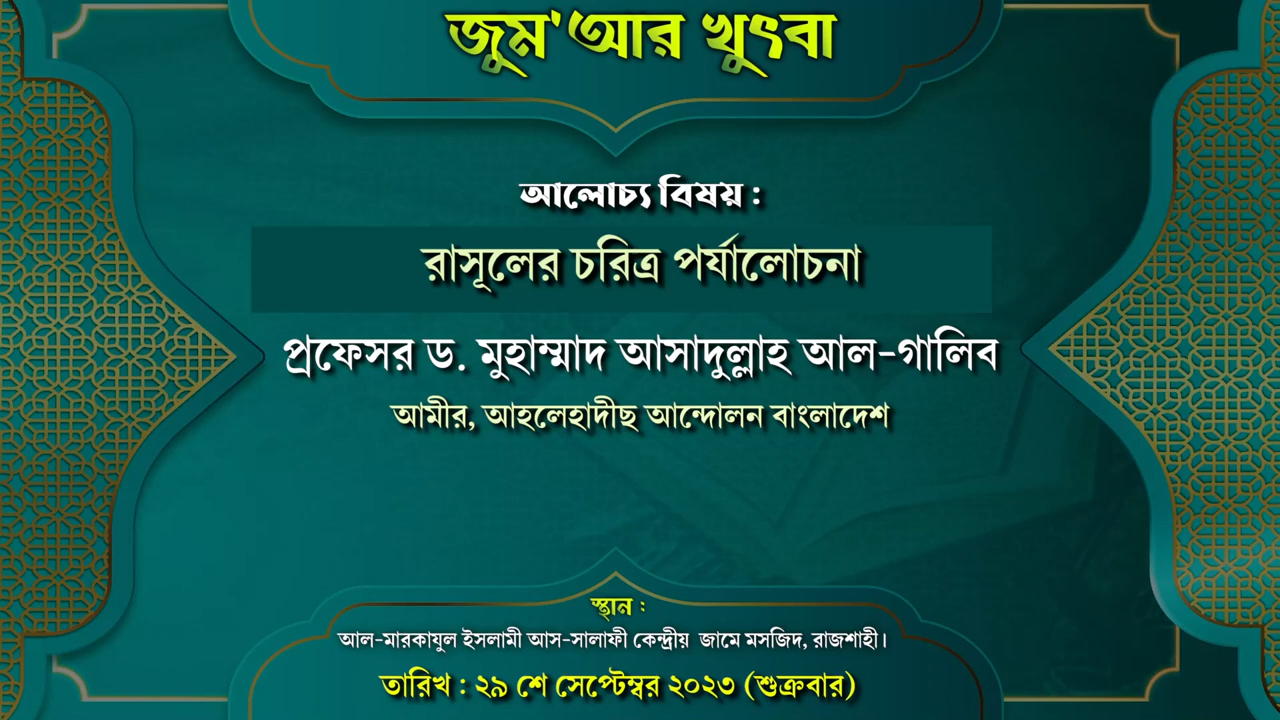 জুম'আর খুৎবা
আলোচ্য বিষয় :
রাসূলের চরিত্র পর্যালোচনা
প্রফেসর ড. মুহাম্মাদ আসাদুল্লাহ আল-গালিব
আমীর, আহলেহাদীছ আন্দোলন বাংলাদেশ
স্থান :
আল-মারকাযুল ইসলামী আস-সালাফী কেন্দ্রীয় জামে মসজিদ, রাজশাহী।
তারিখ : ২৯ শে সেপ্টেম্বর ২০২৩ (শুক্রবার)